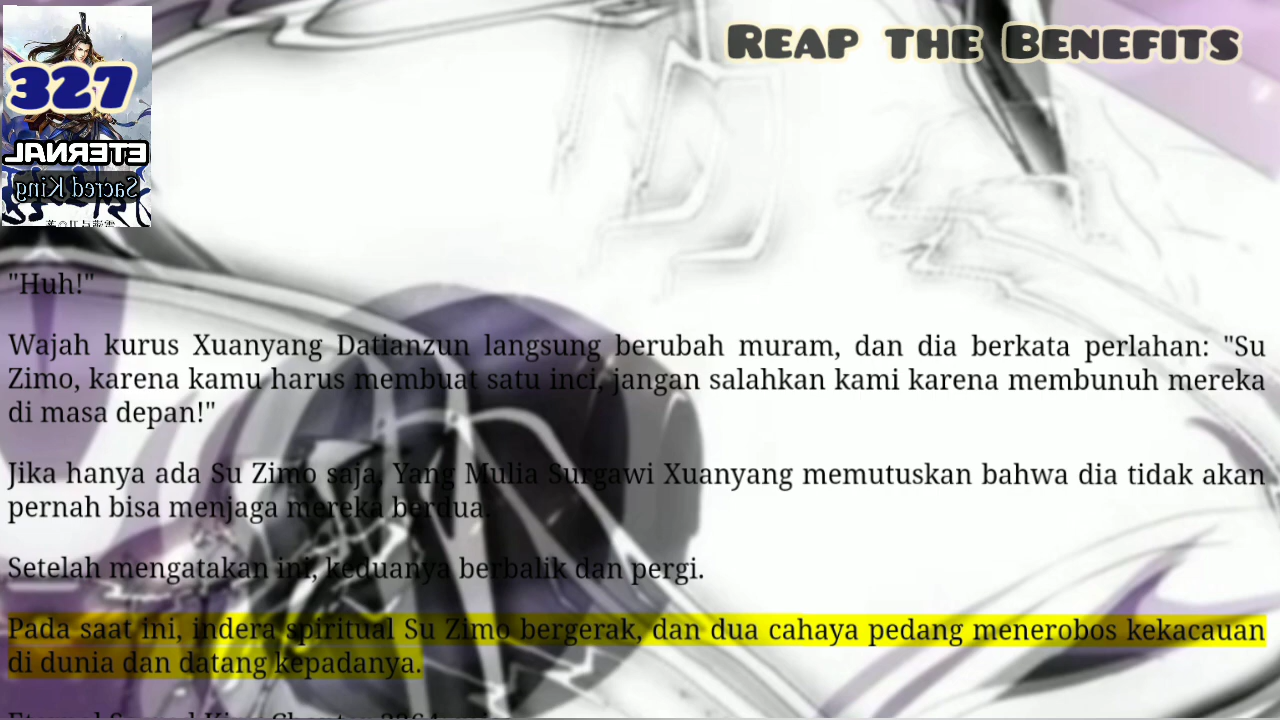 Reap the Benefits
327
ETERNAL
Sacred King
"Huh!"
Wajah kurus Xuanyang Datianzun langsung berubah muram, dan dia berkata perlahan: "Su
Zimo, karena kamu harus membuat satu inci, jangan salahkan kami karena membunuh mereka
di masa depan!"
Jika hanya ada Su Zimo saja, Yang Mulia Surgawi Xuanyang memutuskan bahwa dia tidak akan
pernah bisa menjaga mereka berdua.
Setelah mengatakan ini, keduanya berbalik dan pergi.
Pada saat ini, indera spiritual Su Zimo bergerak, dan dua cahaya pedang menerobos kekacauan
di dunia dan datang kepadanya.